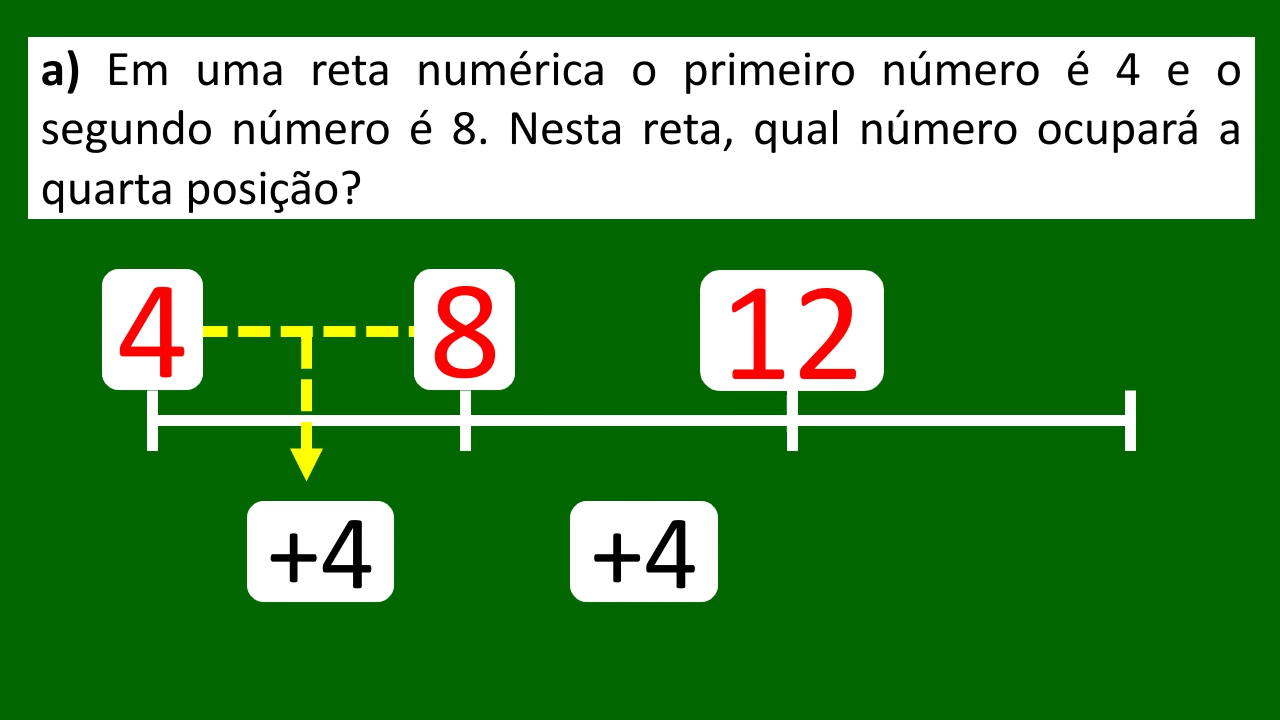 a) Em uma reta numérica o primeiro número é 4 e o
segundo número é 8. Nesta reta, qual número ocupará a
quarta posição?
4 8 12
+4 +4